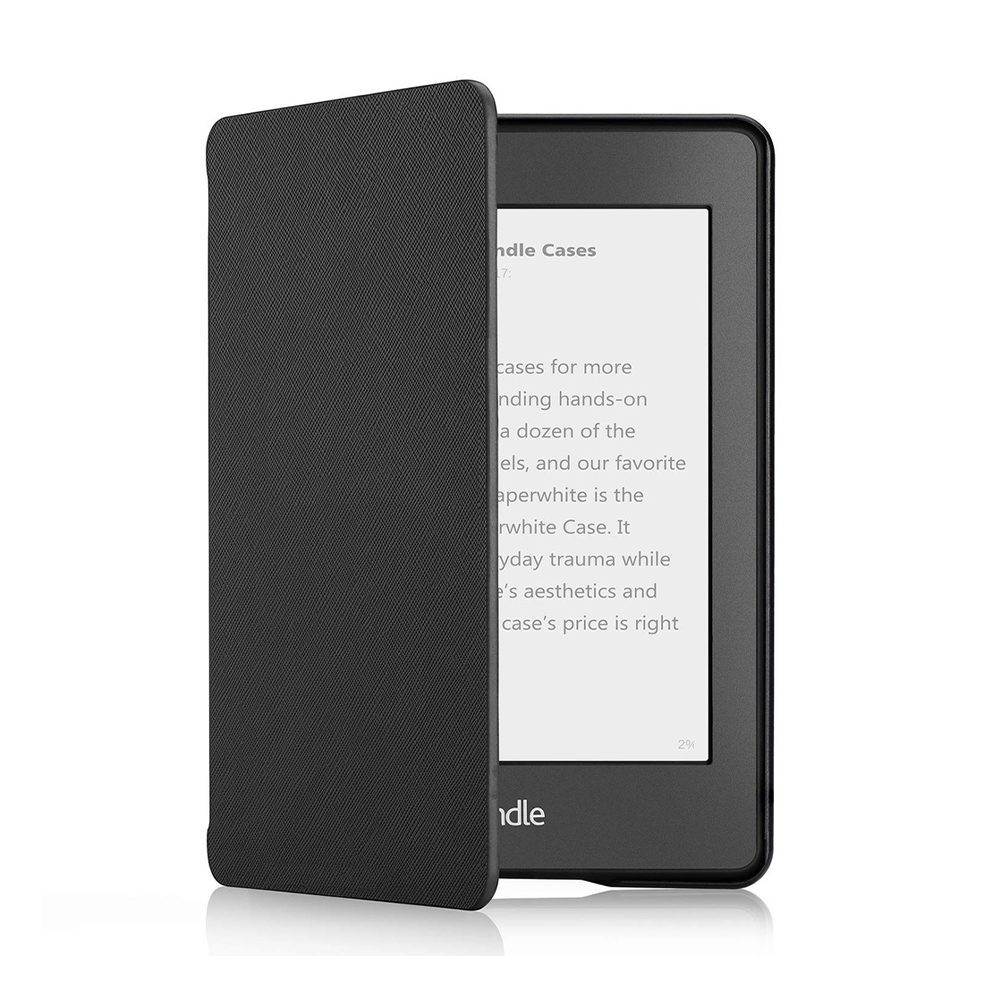 ndle Cases
17:
cases for more
nding hands-on
a dozen of the
els, and our favorite
aperwhite is the
rwhite Case. It
yday trauma while
e's aesthetics and
case's price is right
2%
ndle